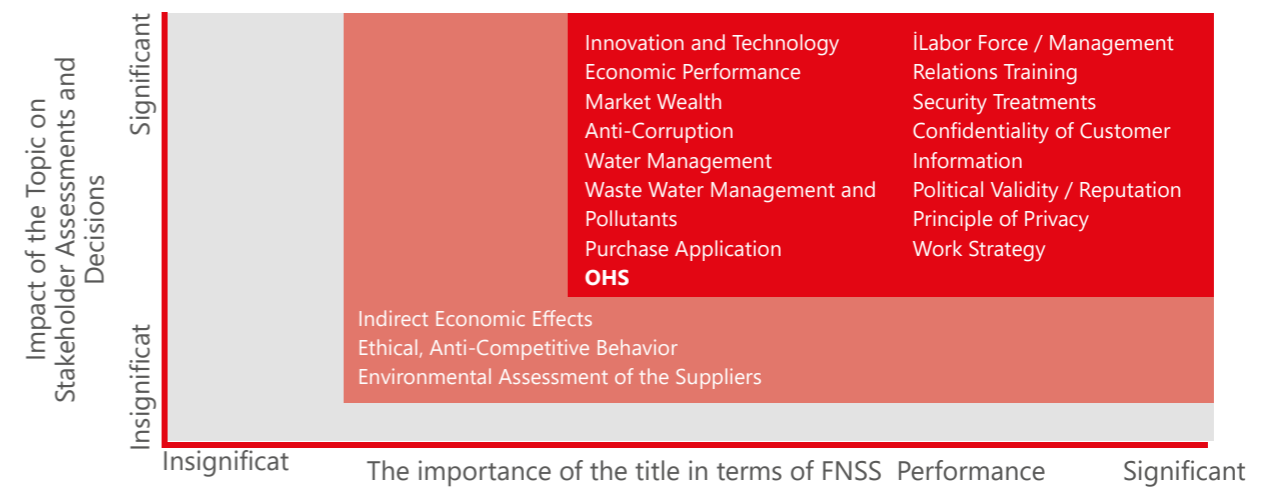 Impact of the Topic on
Stakeholder Assessments and
Decisions
Significant
Insignificat
Innovation and Technology
Economic Performance
Market Wealth
Anti-Corruption
Water Management
Waste Water Management and
Pollutants
Purchase Application
OHS
İLabor Force / Management
Relations Training
Security Treatments
Confidentiality of Customer
Information
Political Validity / Reputation
Principle of Privacy
Work Strategy
Indirect Economic Effects
Ethical, Anti-Competitive Behavior
Environmental Assessment of the Suppliers
Insignificat
The importance of the title in terms of FNSS Performance
Significant